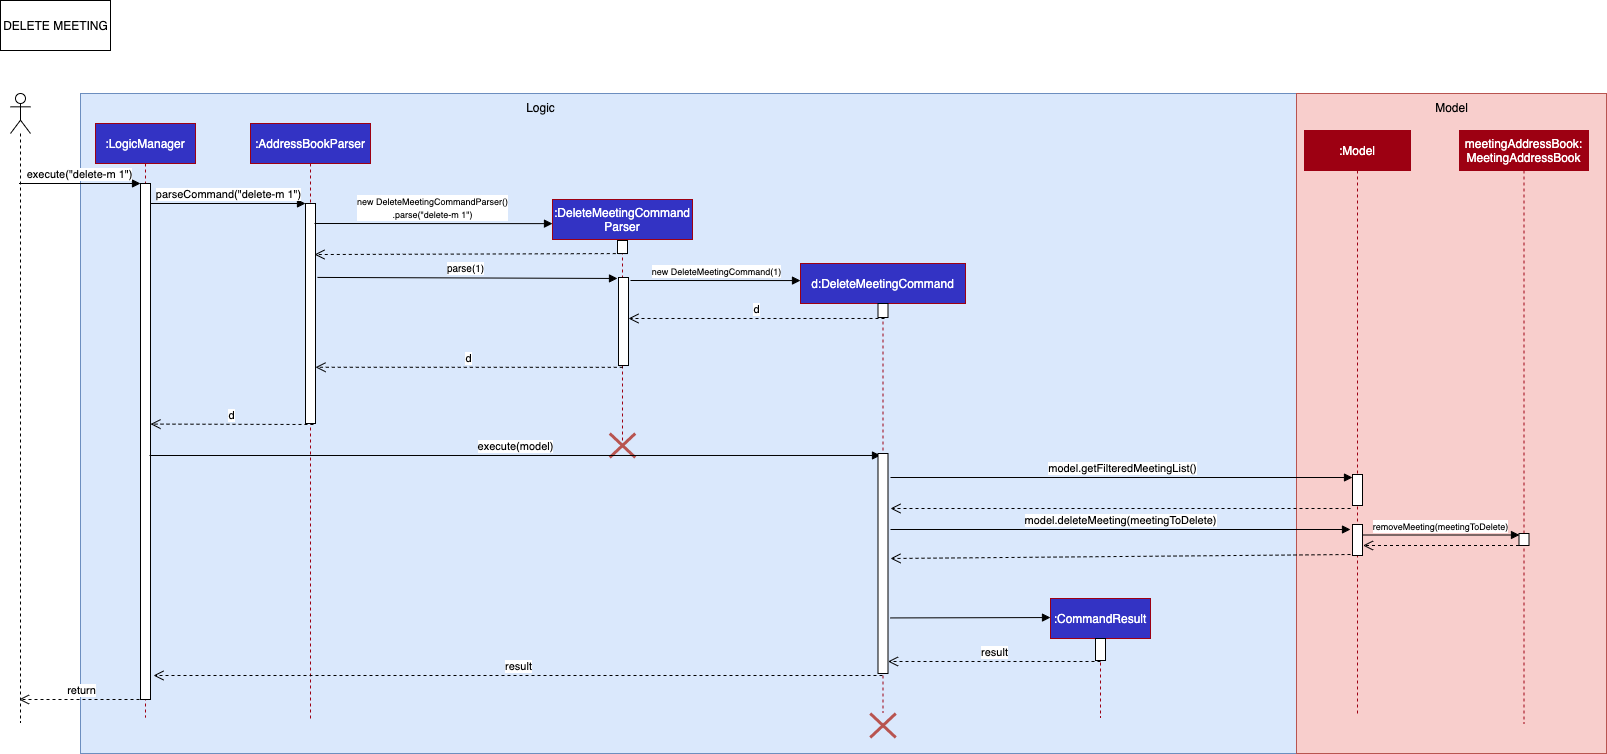 DELETE MEETING
Logic
Model
:LogicManager
:AddressBookParser
:Model
meetingAddressBook:
MeetingAddressBook
execute("delete-m 1")
parseCommand("delete-m 1")
new DeleteMeetingCommandParser()
.parse("delete-m 1")
:DeleteMeetingCommand
Parser
parse(1)
new DeleteMeetingCommand(1)
d:DeleteMeetingCommand
d
d
d
execute(model)
model.getFilteredMeetingList()
model.deleteMeeting(meetingToDelete)
removeMeeting(meetingToDelete)
:CommandResult
result
result
return